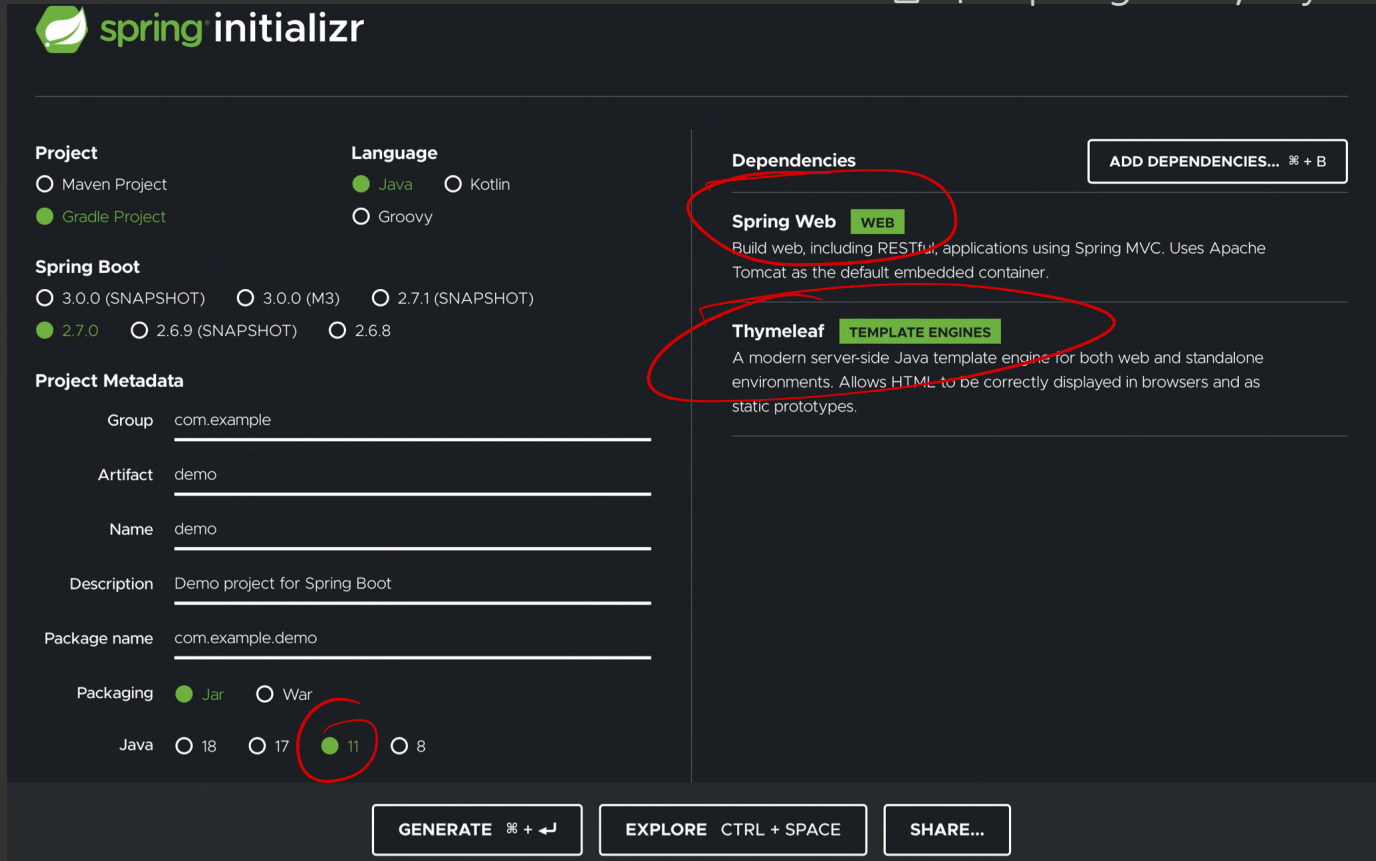 spring initializr
Project
Maven Project
Gradle Project
Language
Java Kotlin
Groovy
Spring Boot
3.0.0 (SNAPSHOT) 3.0.0 (M3) 2.7.1 (SNAPSHOT)
2.7.0 2.6.9 (SNAPSHOT) 2.6.8
Project Metadata
Group com.example
Artifact demo
Name demo
Description Demo project for Spring Boot
Package name com.example.demo
Packaging Jar War
Java 18 17 11 8
Dependencies
ADD DEPENDENCIES... ⌘ + B
Spring Web WEB
Build web, including RESTful, applications using Spring MVC. Uses Apache
Tomcat as the default embedded container.
Thymeleaf TEMPLATE ENGINES
A modern server-side Java template engine for both web and standalone
environments. Allows HTML to be correctly displayed in browsers and as
static prototypes.
GENERATE ⌘ + ↵
EXPLORE CTRL + SPACE
SHARE...